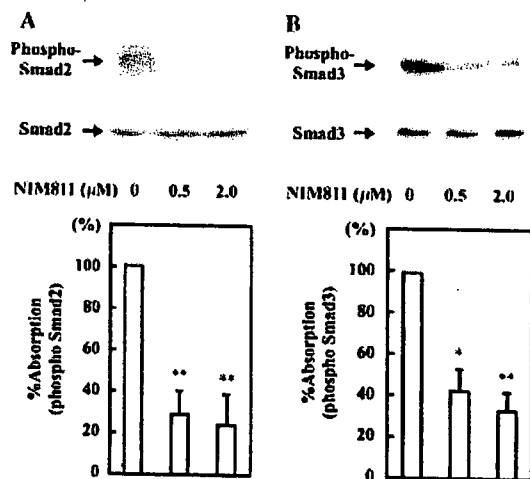 A
Phospho-
Smad2
Smad2
NIM811 (μM) 0 0.5 2.0
(%)
100
80
60
40
20
0
%Absorption
(phospho Smad2)
** **
B
Phospho-
Smad3
Smad3
NIM811 (μM) 0 0.5 2.0
(%)
100
80
60
40
20
0
%Absorption
(phospho Smad3)
* **